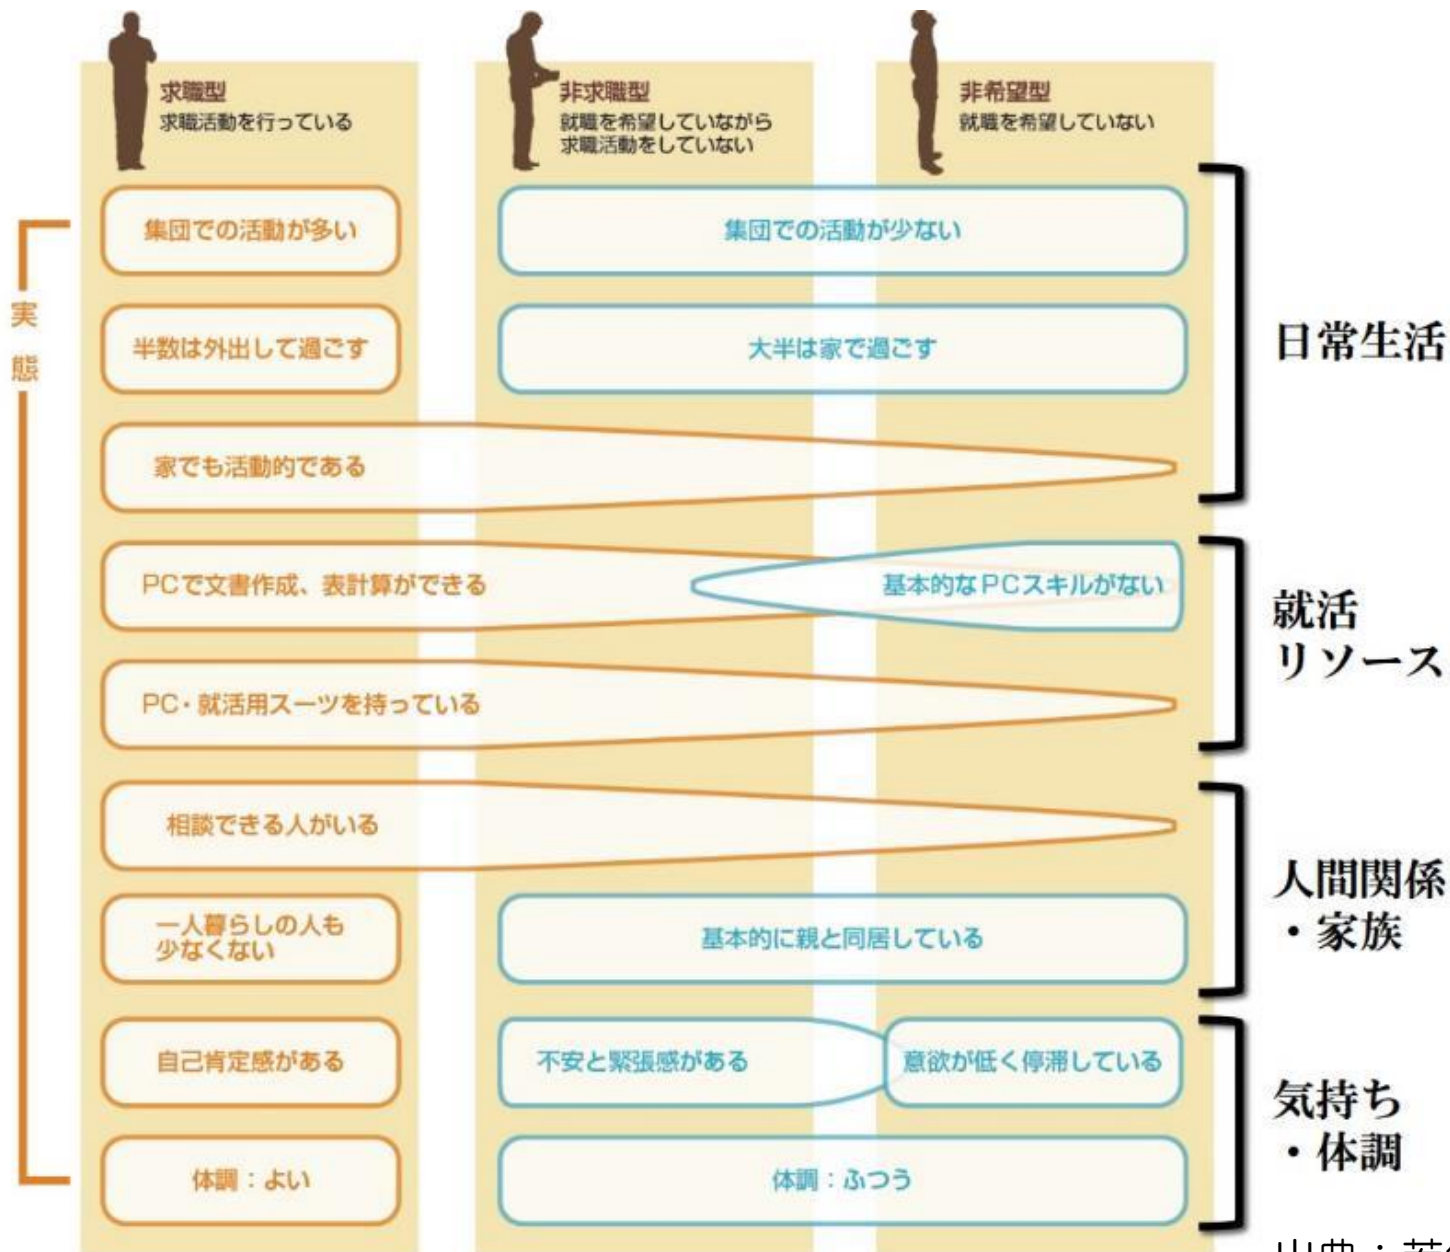 求職型
求職活動を行っている
非求職型
就職を希望していながら
求職活動をしていない
非希望型
就職を希望していない
実態
集団での活動が多い
集団での活動が少ない
半数は外出して過ごす
大半は家で過ごす
家でも活動的である
日常生活
PCで文書作成、表計算ができる
基本的なPCスキルがない
PC・就活用スーツを持っている
就活
リソース
相談できる人がいる
一人暮らしの人も
少なくない
基本的に親と同居している
人間関係
・家族
自己肯定感がある
不安と緊張感がある
意欲が低く停滞している
体調：よい
体調：ふつう
気持ち
・体調